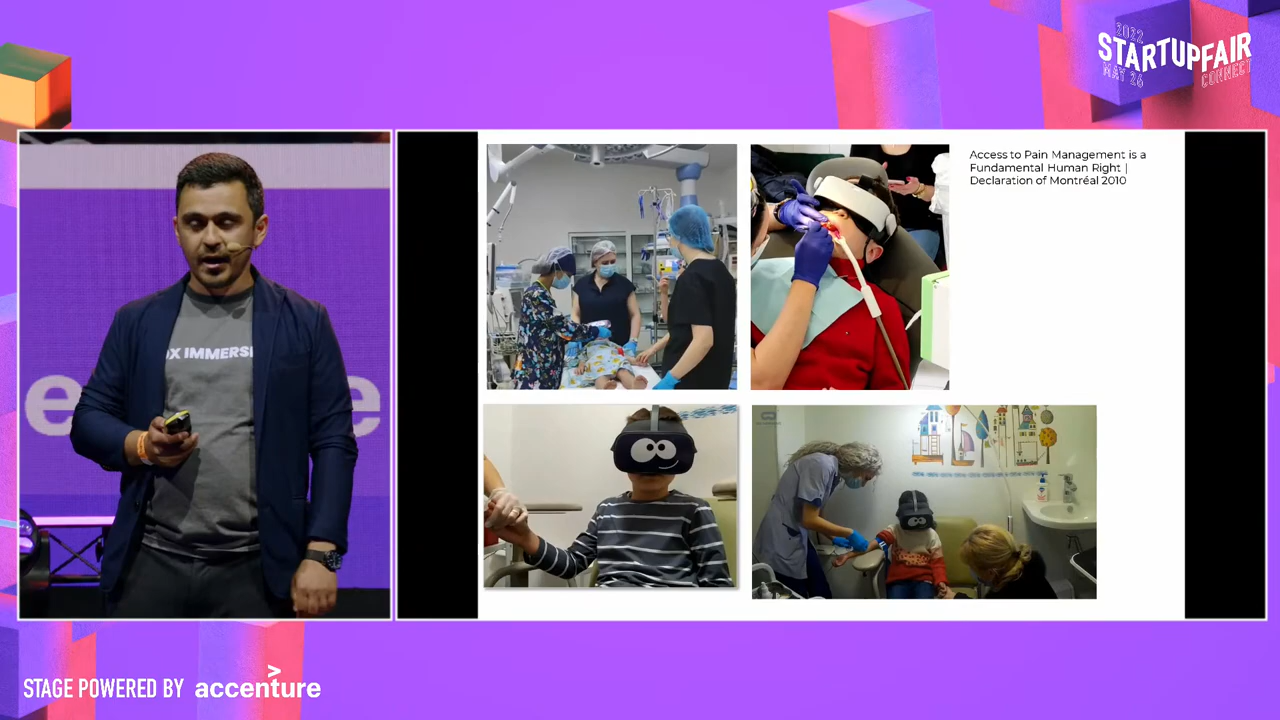 2022
STARTUPFAIR
MAY 26
CONNECT
Access to Pain Management is a
Fundamental Human Right |
Declaration of Montréal 2010
STAGE POWERED BY accenture